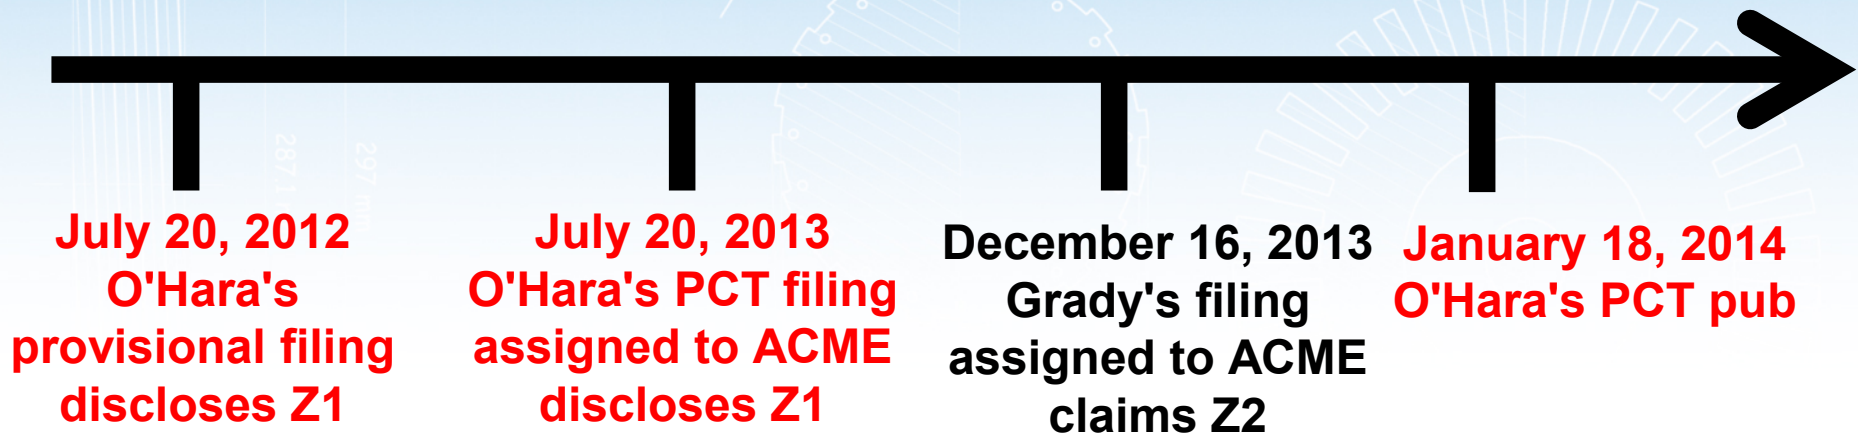 July 20, 2012
O'Hara's
provisional filing
discloses Z1
July 20, 2013
O'Hara's PCT filing
assigned to ACME
discloses Z1
December 16, 2013
Grady's filing
assigned to ACME
claims Z2
January 18, 2014
O'Hara's PCT pub